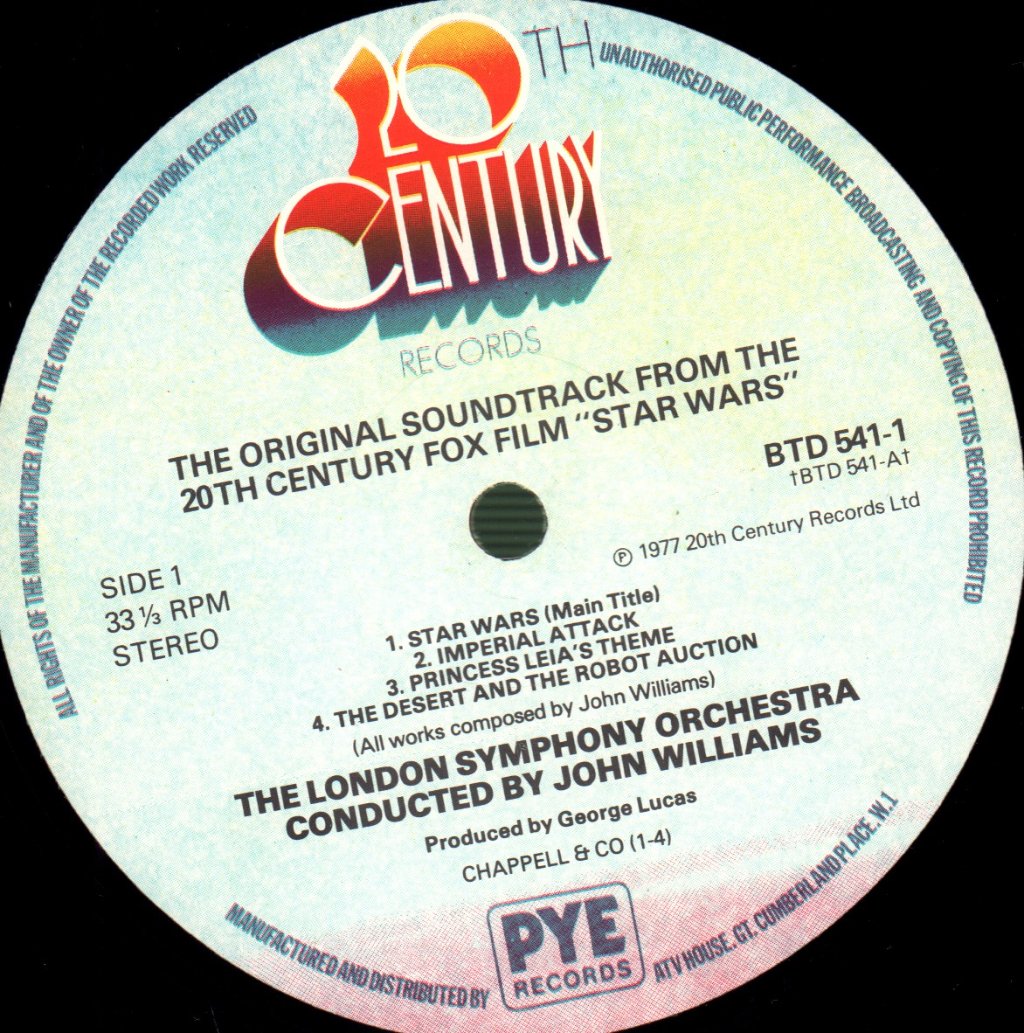 20TH
CENTURY
RECORDS
UNAUTHORISED PUBLIC PERFORMANCE BROADCASTING AND COPYING OF THIS RECORD PROHIBITED
ALL RIGHTS OF THE MANUFACTURER AND OF THE OWNER OF THE RECORDED WORK RESERVED
THE ORIGINAL SOUNDTRACK FROM THE
20TH CENTURY FOX FILM "STAR WARS"
BTD 541-1
†BTD 541-A†
℗ 1977 20th Century Records Ltd
SIDE 1
33 ⅓ RPM
STEREO
1. STAR WARS (Main Title)
2. IMPERIAL ATTACK
3. PRINCESS LEIA'S THEME
4. THE DESERT AND THE ROBOT AUCTION
(All works composed by John Williams)
THE LONDON SYMPHONY ORCHESTRA
CONDUCTED BY JOHN WILLIAMS
Produced by George Lucas
CHAPPELL & CO (1-4)
MANUFACTURED AND DISTRIBUTED BY
PYE
RECORDS
ATV HOUSE, GT. CUMBERLAND PLACE, W.1